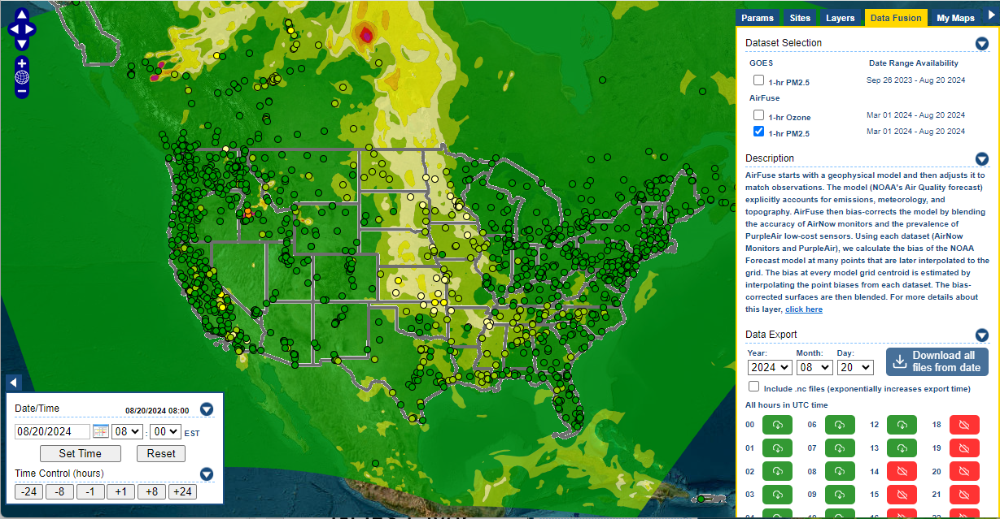 Params Sites Layers Data Fusion My Maps
Dataset Selection
GOES Date Range Availability
1-hr PM2.5 Sep 26 2023 - Aug 20 2024
AirFuse
1-hr Ozone Mar 01 2024 - Aug 20 2024
1-hr PM2.5 Mar 01 2024 - Aug 20 2024
Description
AirFuse starts with a geophysical model and then adjusts it to
match observations. The model (NOAA's Air Quality forecast)
explicitly accounts for emissions, meteorology, and
topography. AirFuse then bias-corrects the model by blending
the accuracy of AirNow monitors and the prevalence of
PurpleAir low-cost sensors. Using each dataset (AirNow
Monitors and PurpleAir), we calculate the bias of the NOAA
Forecast model at many points that are later interpolated to the
grid. The bias at every model grid centroid is estimated by
interpolating the point biases from each dataset. The bias-
corrected surfaces are then blended. For more details about
this layer, click here
Data Export
Year: Month: Day:
2024 08 20
Download all
files from date
Include .nc files (exponentially increases export time)
All hours in UTC time
00 06 12 18
01 07 13 19
02 08 14 20
03 09 15 21
Date/Time 08/20/2024 08:00
08/20/2024 08 : 00 EST
Set Time Reset
Time Control (hours)
-24 -8 -1 +1 +8 +24